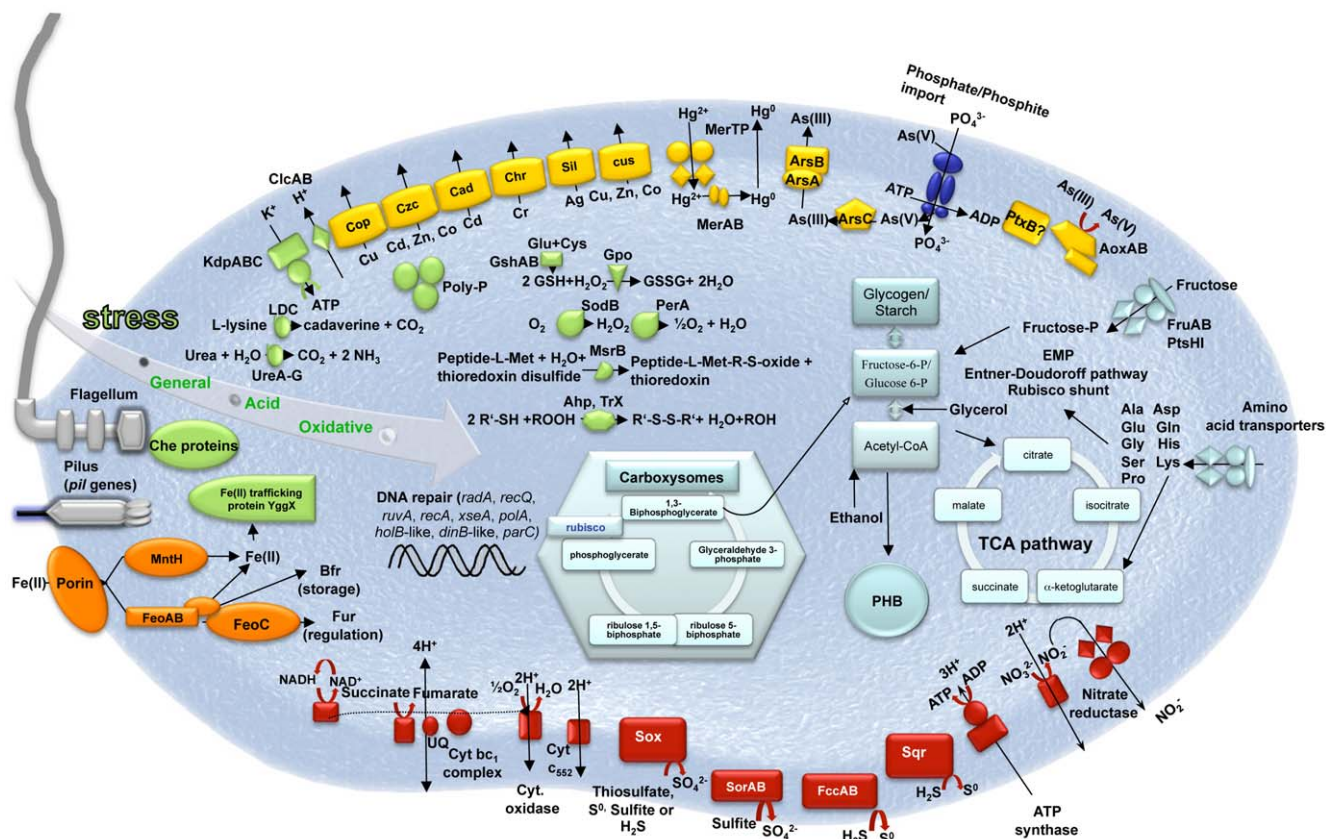 Phosphate/Phosphite
import
PO₄³⁻
As(V)
Hg²⁺
Hg⁰
MerTP
As(III)
ArsB
ArsA
ClcAB
K⁺
H⁺
Cop
Czc
Cad
Chr
Sil
cus
Cu
Cd, Zn, Co
Cd
Cr
Ag
Cu, Zn, Co
Hg²⁺
Hg⁰
MerAB
As(III)
ArsC
As(V)
ATP
ADP
PO₄³⁻
PtxB?
As(III)
As(V)
AoxAB
KdpABC
ATP
Poly-P
Glu+Cys
GshAB
Gpo
2 GSH+H₂O₂
GSSG+ 2H₂O
SodB
PerA
O₂
H₂O₂
½O₂ + H₂O
MsrB
Peptide-L-Met + H₂O+
thioredoxin disulfide
Peptide-L-Met-R-S-oxide +
thioredoxin
Ahp, TrX
2 R'-SH +ROOH
R'-S-S-R'+ H₂O+ROH
stress
LDC
L-lysine
cadaverine + CO₂
Urea + H₂O
CO₂ + 2 NH₃
UreA-G
General
Acid
Oxidative
Flagellum
Che proteins
Pilus
(pil genes)
Fe(II) trafficking
protein YggX
Fe(II)
Porin
MntH
Fe(II)
FeoAB
FeoC
Bfr
(storage)
Fur
(regulation)
DNA repair (radA, recQ,
ruvA, recA, xseA, polA,
holB-like, dinB-like, parC)
Carboxysomes
1,3-
Biphosphoglycerate
rubisco
phosphoglycerate
Glyceraldehyde 3-
phosphate
ribulose 1,5-
biphosphate
ribulose 5-
biphosphate
Glycogen/
Starch
Fructose-6-P/
Glucose 6-P
Glycerol
Acetyl-CoA
Ethanol
PHB
Fructose
Fructose-P
FruAB
PtsHI
EMP
Entner-Doudoroff pathway
Rubisco shunt
Ala Asp
Glu Gln
Gly His
Ser Lys
Pro
Amino
acid transporters
citrate
malate
isocitrate
TCA pathway
succinate
α-ketoglutarate
NADH
NAD⁺
Succinate
Fumarate
4H⁺
UQ
Cyt bc₁
complex
½O₂
2H⁺
H₂O
Cyt.
oxidase
2H⁺
Cyt
c₅₅₂
Sox
SO₄²⁻
Thiosulfate,
S⁰, Sulfite or
H₂S
SorAB
Sulfite
SO₄²⁻
FccAB
H₂S
S⁰
Sqr
H₂S
S⁰
3H⁺
ATP
ADP
ATP
synthase
2H⁺
NO₃²⁻
NO₂⁻
Nitrate
reductase
NO₂⁻